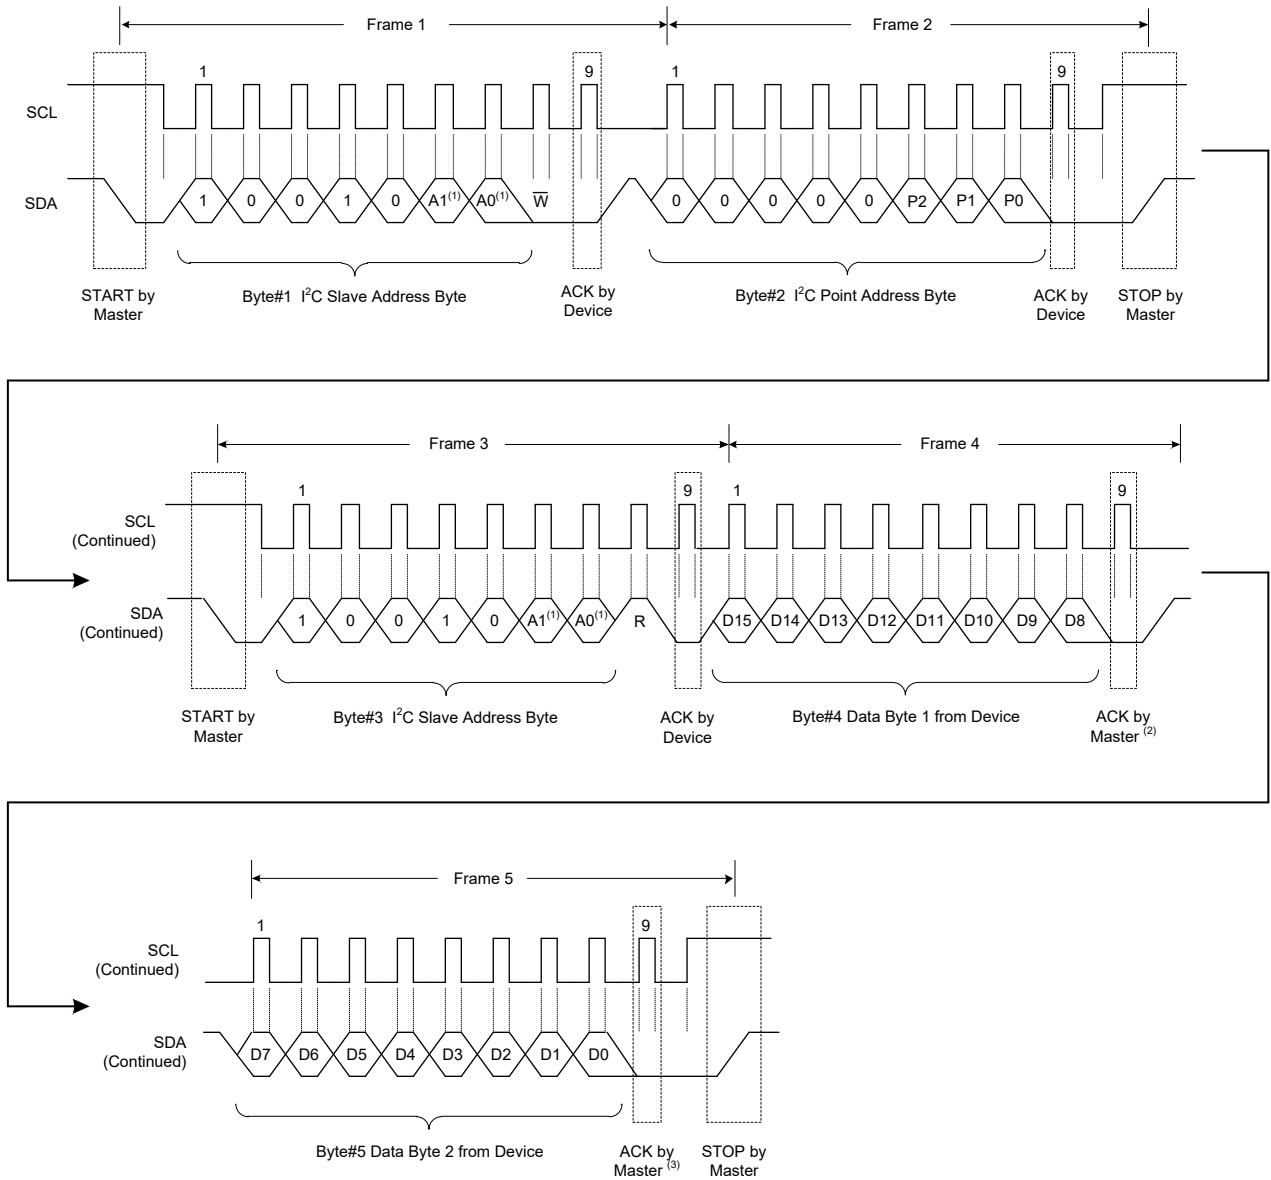 Frame 1 Frame 2
1 9 1 9
SCL
SDA 1 0 0 1 0 A1(1) A0(1) W̅ 0 0 0 0 0 P2 P1 P0
START by
Master
Byte#1 I²C Slave Address Byte
ACK by
Device
Byte#2 I²C Point Address Byte
ACK by
Device
STOP by
Master
Frame 3 Frame 4
1 9 1 9
SCL
(Continued)
SDA
(Continued)
1 0 0 1 0 A1(1) A0(1) R D15 D14 D13 D12 D11 D10 D9 D8
START by
Master
Byte#3 I²C Slave Address Byte
ACK by
Device
Byte#4 Data Byte 1 from Device
ACK by
Master (2)
Frame 5
1 9
SCL
(Continued)
SDA
(Continued)
D7 D6 D5 D4 D3 D2 D1 D0
Byte#5 Data Byte 2 from Device
ACK by
Master (3)
STOP by
Master